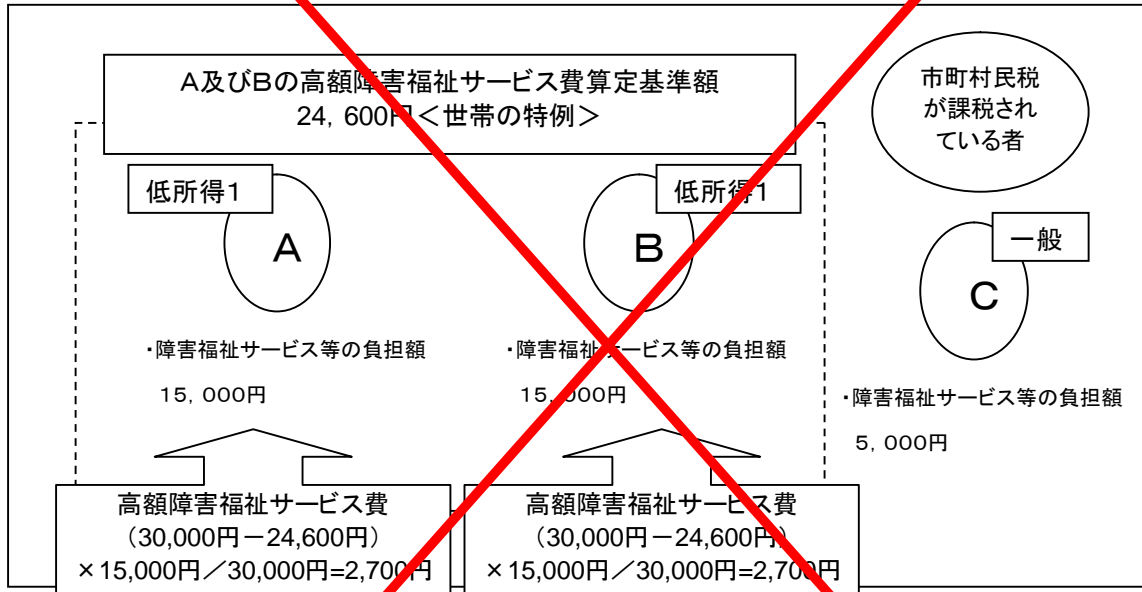 A及びBの高額障害福祉サービス費算定基準額
24,600円<世帯の特例>
市町村民税
が課税され
ている者
低所得1
A
低所得1
B
一般
C
・障害福祉サービス等の負担額
15,000円
・障害福祉サービス等の負担額
15,000円
・障害福祉サービス等の負担額
5,000円
高額障害福祉サービス費
(30,000円-24,600円)
×15,000円/30,000円=2,700円
高額障害福祉サービス費
(30,000円-24,600円)
×15,000円/30,000円=2,700円